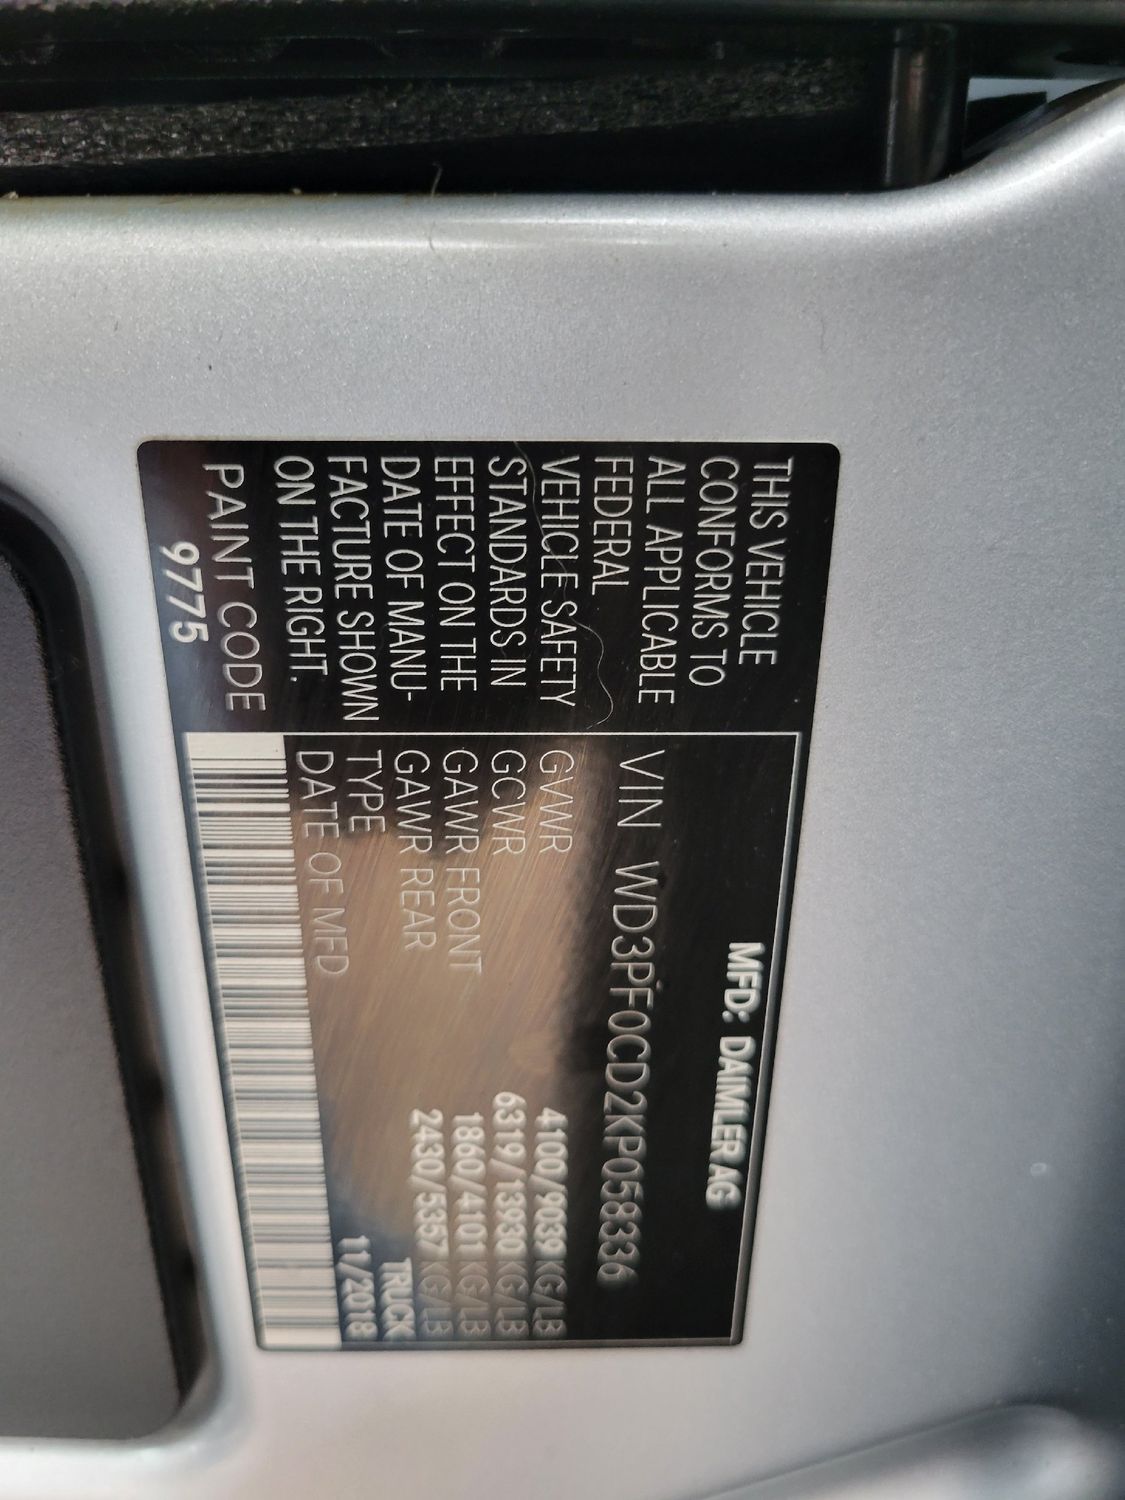 THIS VEHICLE
CONFORMS TO
ALL APPLICABLE
FEDERAL
VEHICLE SAFETY
STANDARDS IN
EFFECT ON THE
DATE OF MANU-
FACTURE SHOWN
ON THE RIGHT.
PAINT CODE
9775
MFD: DAIMLER AG
VIN WD3PF0CD2KP058336
GVWR 4100/9039 KG/LB
GCWR 6319/13930 KG/LB
GAWR FRONT 1860/4101 KG/LB
GAWR REAR 2430/5357 KG/LB
TYPE TRUCK
DATE OF MFD 11/2018